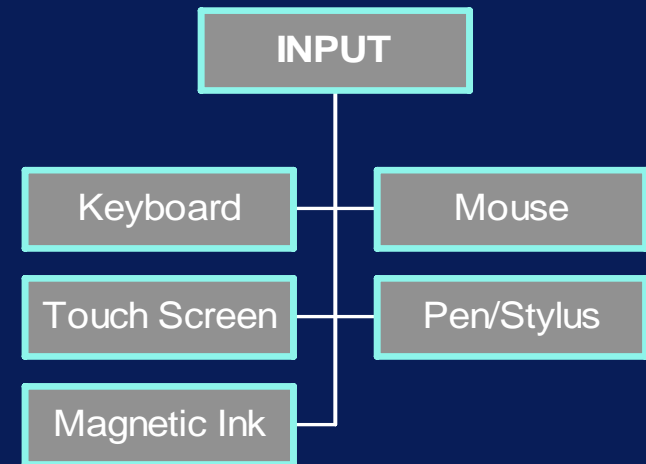 INPUT
Keyboard
Mouse
Touch Screen
Pen/Stylus
Magnetic Ink